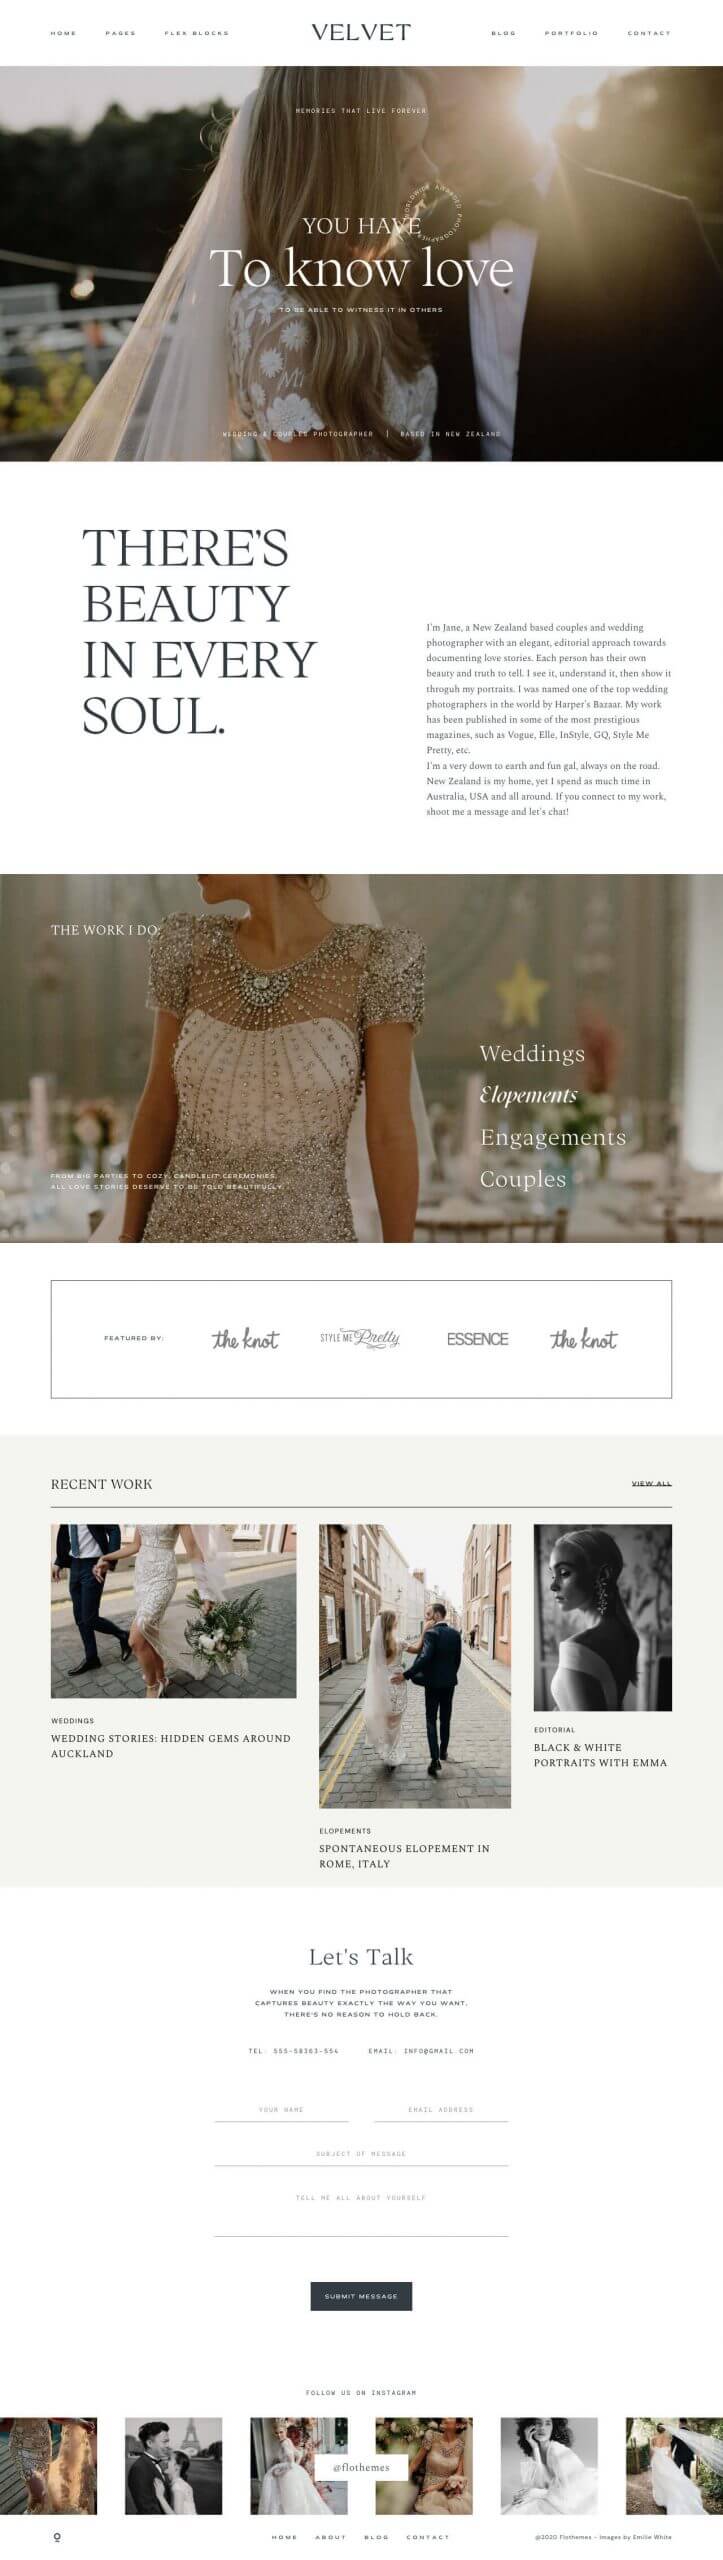 HOME PAGES FLEX BLOCKS VELVET BLOG PORTFOLIO CONTACT
MEMORIES THAT LIVE FOREVER
WORLDWIDE AWARDED PHOTOGRAPHER
YOU HAVE
To know love
TO BE ABLE TO WITNESS IT IN OTHERS
WEDDING & COUPLES PHOTOGRAPHER | BASED IN NEW ZEALAND
THERE'S
BEAUTY
IN EVERY
SOUL.
I'm Jane, a New Zealand based couples and wedding
photographer with an elegant, editorial approach towards
documenting love stories. Each person has their own
beauty and truth to tell. I see it, understand it, then show it
throguh my portraits. I was named one of the top wedding
photographers in the world by Harper's Bazaar. My work
has been published in some of the most prestigious
magazines, such as Vogue, Elle, InStyle, GQ, Style Me
Pretty, etc.
I'm a very down to earth and fun gal, always on the road.
New Zealand is my home, yet I spend as much time in
Australia, USA and all around. If you connect to my work,
shoot me a message and let's chat!
THE WORK I DO:
Weddings
Elopements
Engagements
Couples
FROM BIG PARTIES TO COZY, CANDLELIT CEREMONIES,
ALL LOVE STORIES DESERVE TO BE TOLD BEAUTIFULLY.
FEATURED BY: the knot STYLE ME Pretty ESSENCE the knot
RECENT WORK VIEW ALL
WEDDINGS
WEDDING STORIES: HIDDEN GEMS AROUND
AUCKLAND
ELOPEMENTS
SPONTANEOUS ELOPEMENT IN
ROME, ITALY
EDITORIAL
BLACK & WHITE
PORTRAITS WITH EMMA
Let's Talk
WHEN YOU FIND THE PHOTOGRAPHER THAT
CAPTURES BEAUTY EXACTLY THE WAY YOU WANT,
THERE'S NO REASON TO HOLD BACK.
TEL: 555-58363-554 EMAIL: INFO@GMAIL.COM
YOUR NAME EMAIL ADDRESS
SUBJECT OF MESSAGE
TELL ME ALL ABOUT YOURSELF
SUBMIT MESSAGE
FOLLOW US ON INSTAGRAM
@flothemes
HOME ABOUT BLOG CONTACT @2020 Flothemes - Images by Emilie White